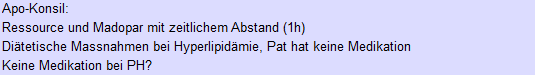 Apo-Konsil:
Ressource und Madopar mit zeitlichem Abstand (1h)
Diätetische Massnahmen bei Hyperlipidämie, Pat hat keine Medikation
Keine Medikation bei PH?